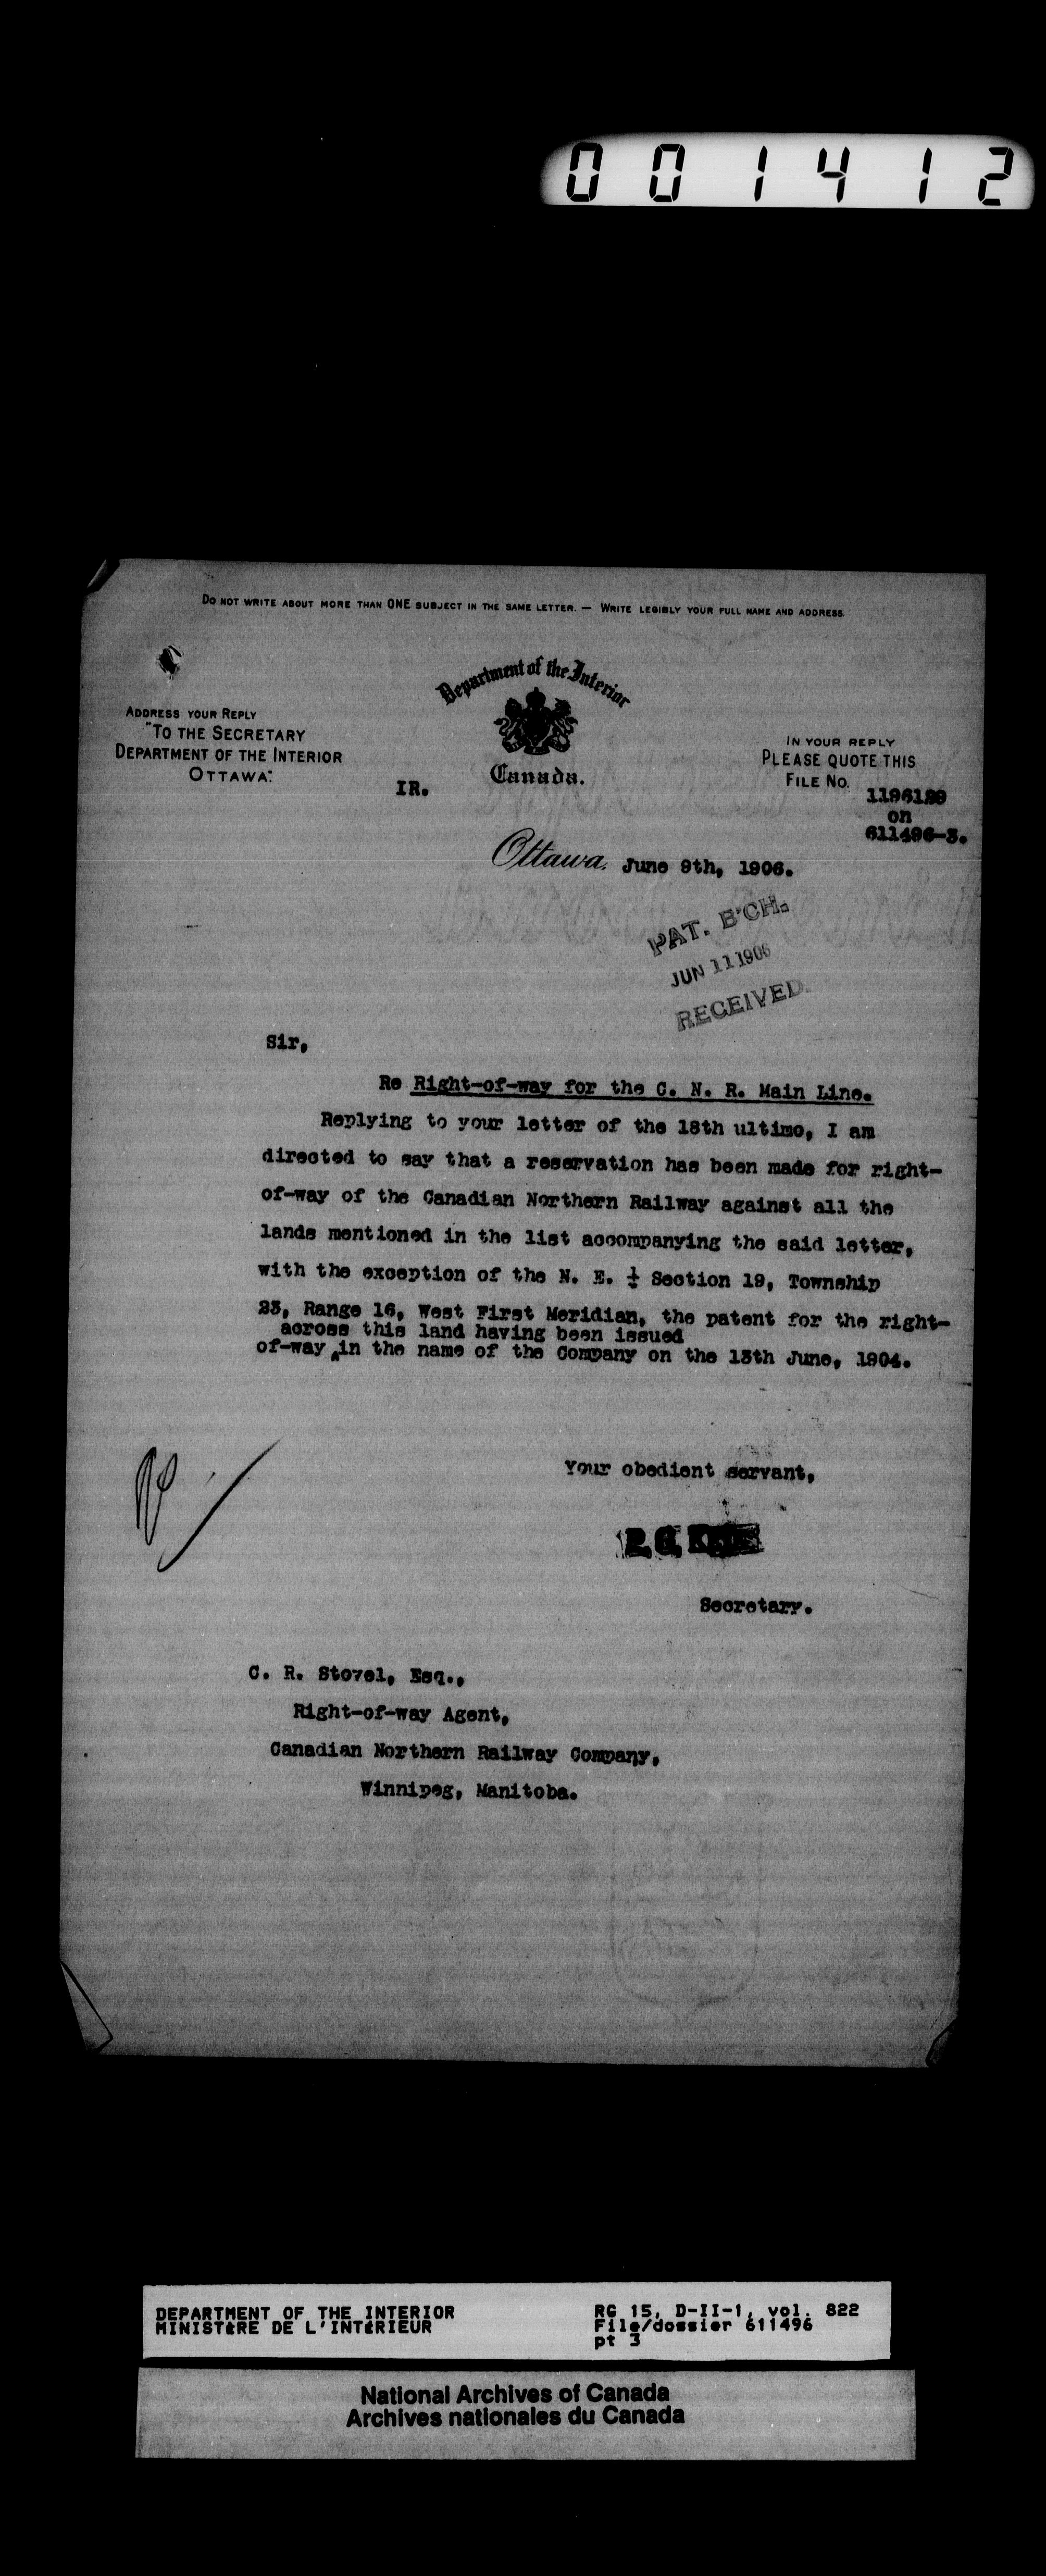 001412
Do not write about more than ONE subject in the same letter. — Write legibly your full name and address
Department of the Interior
Canada.
Address your Reply
"To the Secretary
Department of the Interior
Ottawa."
In your reply
Please quote this
File No.
on
611496-3.
IR.
Ottawa. June 9th, 1906.
PAT. B'CH.
JUN 11 1906
RECEIVED.
Sir,
Re Right-of-way for the C. N. R. Main Line.
Replying to your letter of the 18th ultimo, I am
directed to say that a reservation has been made for right-
of-way of the Canadian Northern Railway against all the
lands mentioned in the list accompanying the said letter,
with the exception of the N. E. ¼ Section 19, Township
23, Range 16, West First Meridian, the patent for the right-
across this land having been issued
of-way ‸in the name of the Company on the 13th June, 1904.
Your obedient servant,
P. G. 
Secretary.
C. R. Stovel, Esq.,
Right-of-way Agent,
Canadian Northern Railway Company,
Winnipeg, Manitoba.
DEPARTMENT OF THE INTERIOR
MINISTèRE DE L'INTéRIEUR
RG 15, D-II-1, vol. 822
File/dossier 611496
pt 3
National Archives of Canada
Archives nationales du Canada